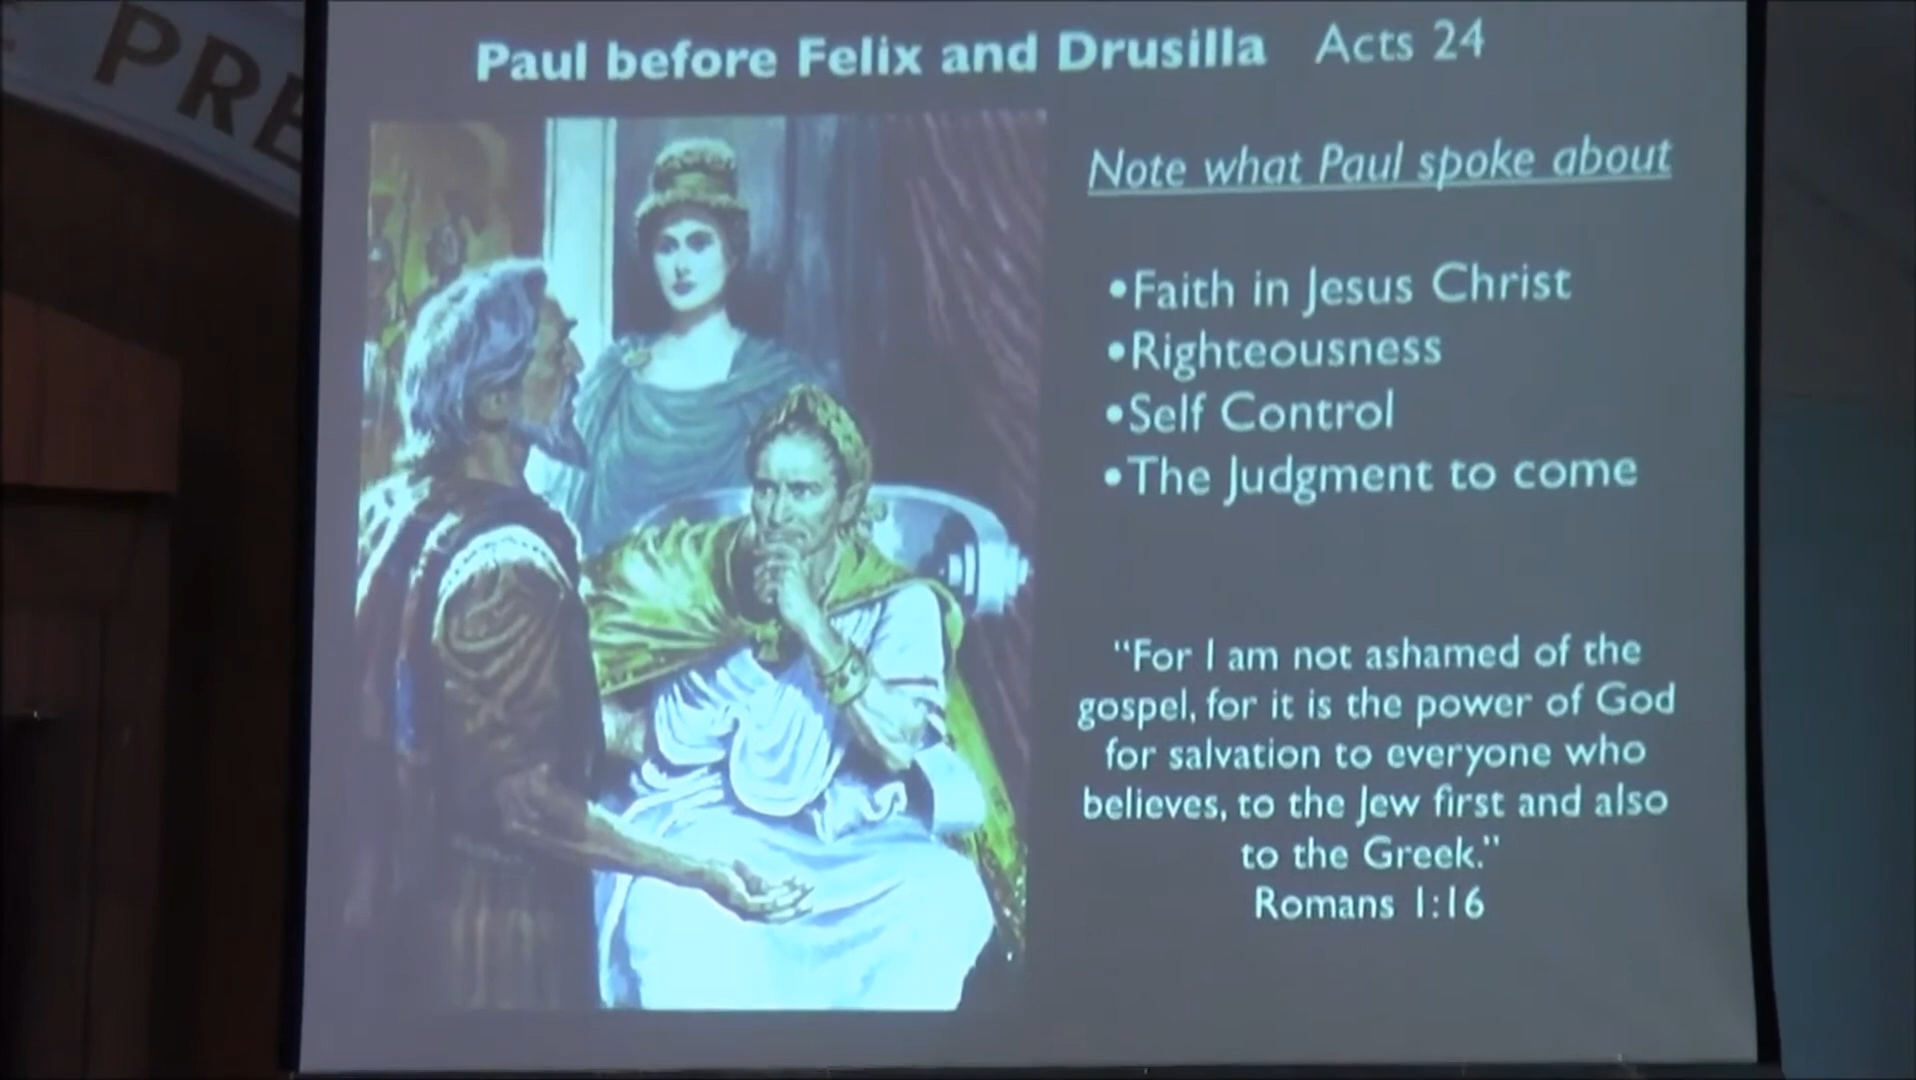 PRE
Paul before Felix and Drusilla Acts 24
Note what Paul spoke about
•Faith in Jesus Christ
•Righteousness
•Self Control
•The Judgment to come
"For I am not ashamed of the
gospel, for it is the power of God
for salvation to everyone who
believes, to the Jew first and also
to the Greek."
Romans 1:16